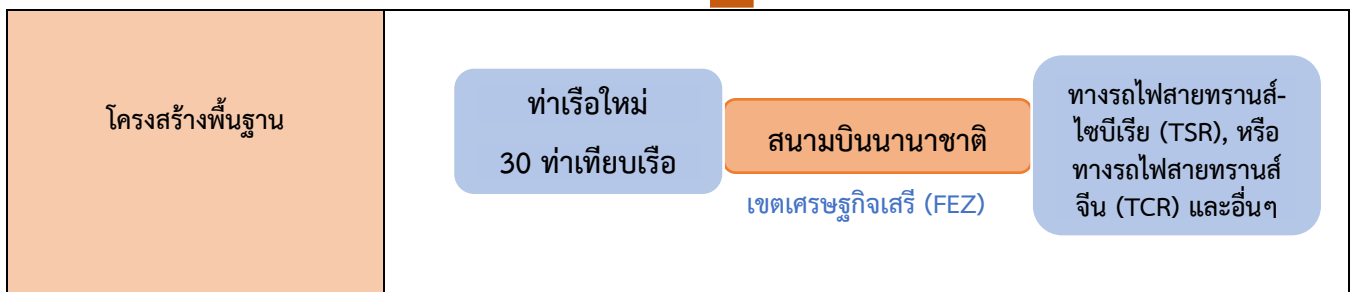 โครงสร้างพื้นฐาน
ท่าเรือใหม่
30 ท่าเทียบเรือ
สนามบินนานาชาติ
เขตเศรษฐกิจเสรี (FEZ)
ทางรถไฟสายทรานส์-
ไซบีเรีย (TSR), หรือ
ทางรถไฟสายทรานส์
จีน (TCR) และอื่นๆ